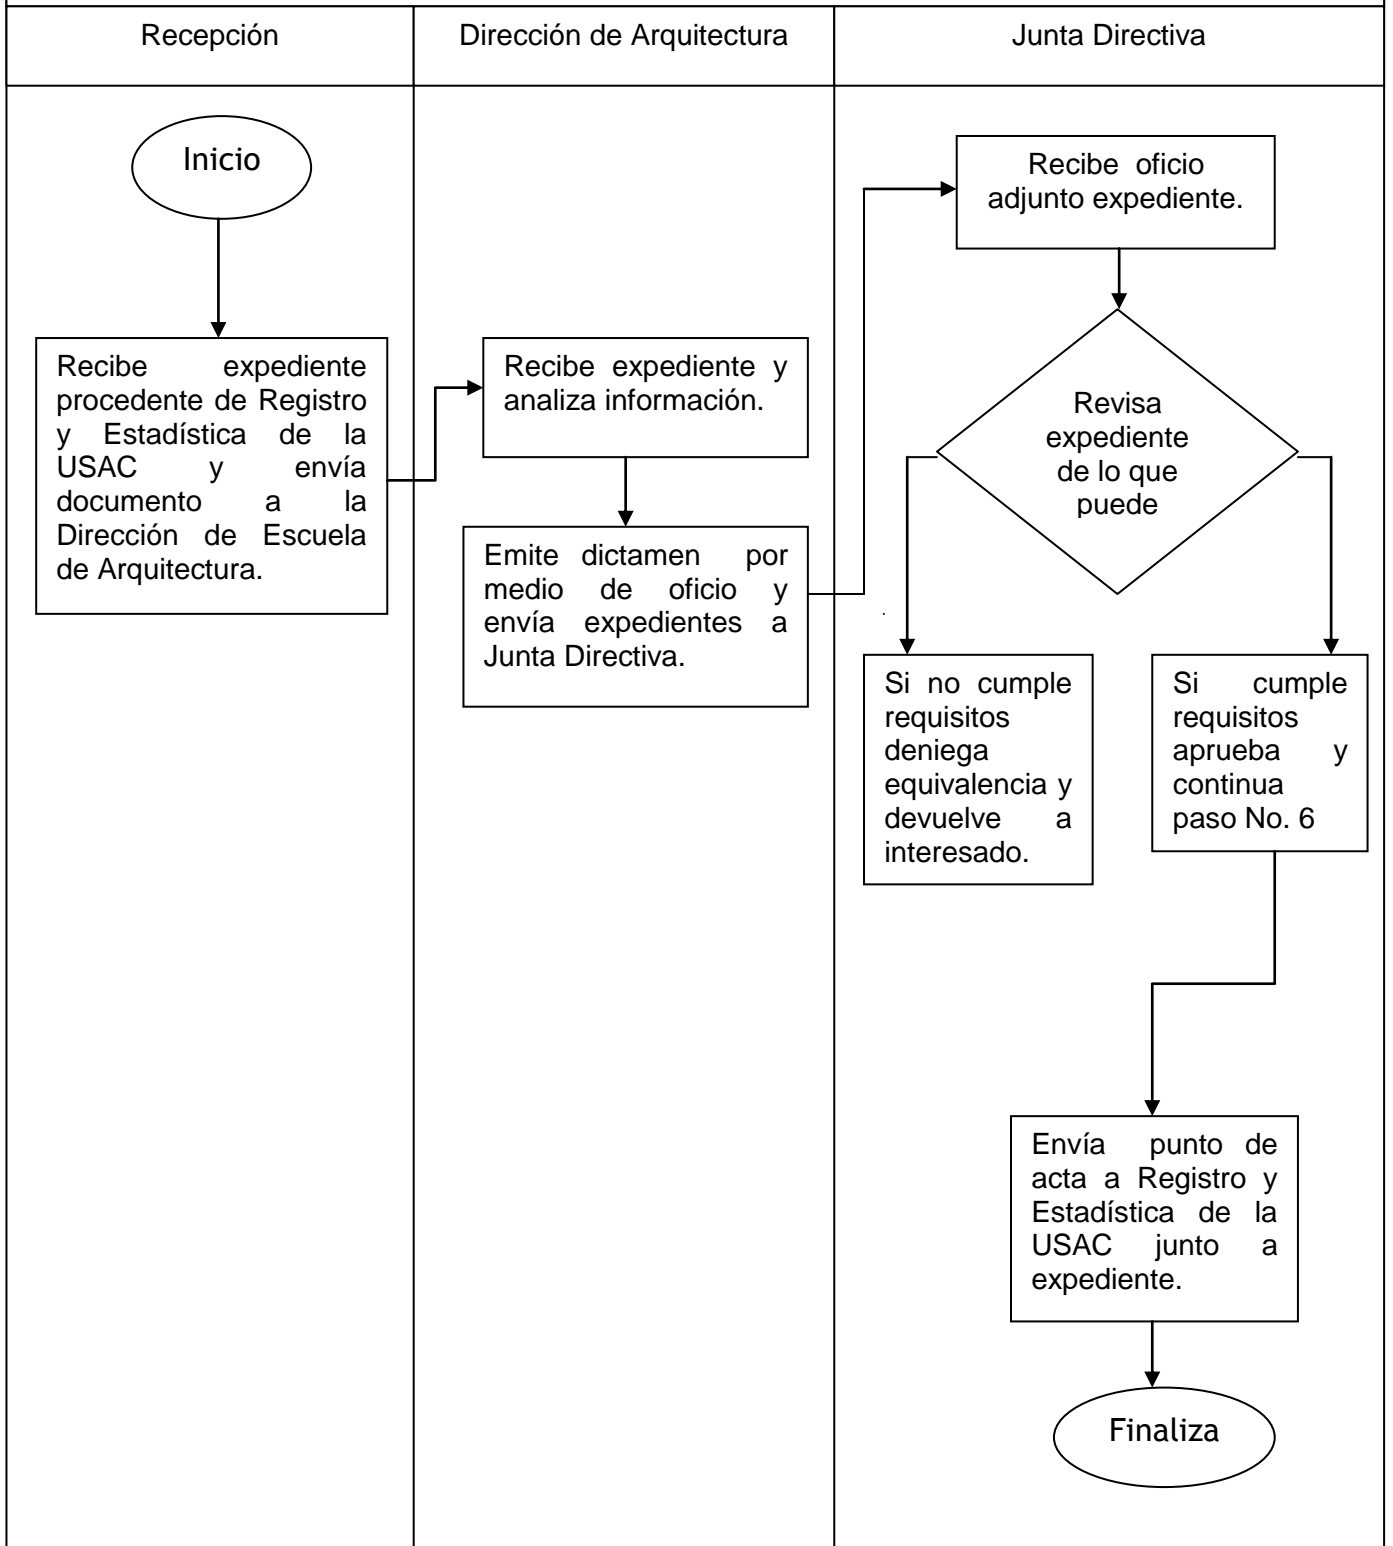 Recepción
Dirección de Arquitectura
Junta Directiva
Inicio
Recibe expediente
procedente de Registro
y Estadística de la
USAC y envía
documento a la
Dirección de Escuela
de Arquitectura.
Recibe expediente y
analiza información.
Emite dictamen por
medio de oficio y
envía expedientes a
Junta Directiva.
Recibe oficio
adjunto expediente.
Revisa
expediente
de lo que
puede
Si no cumple
requisitos
deniega
equivalencia y
devuelve a
interesado.
Si cumple
requisitos
aprueba y
continua
paso No. 6
Envía punto de
acta a Registro y
Estadística de la
USAC junto a
expediente.
Finaliza